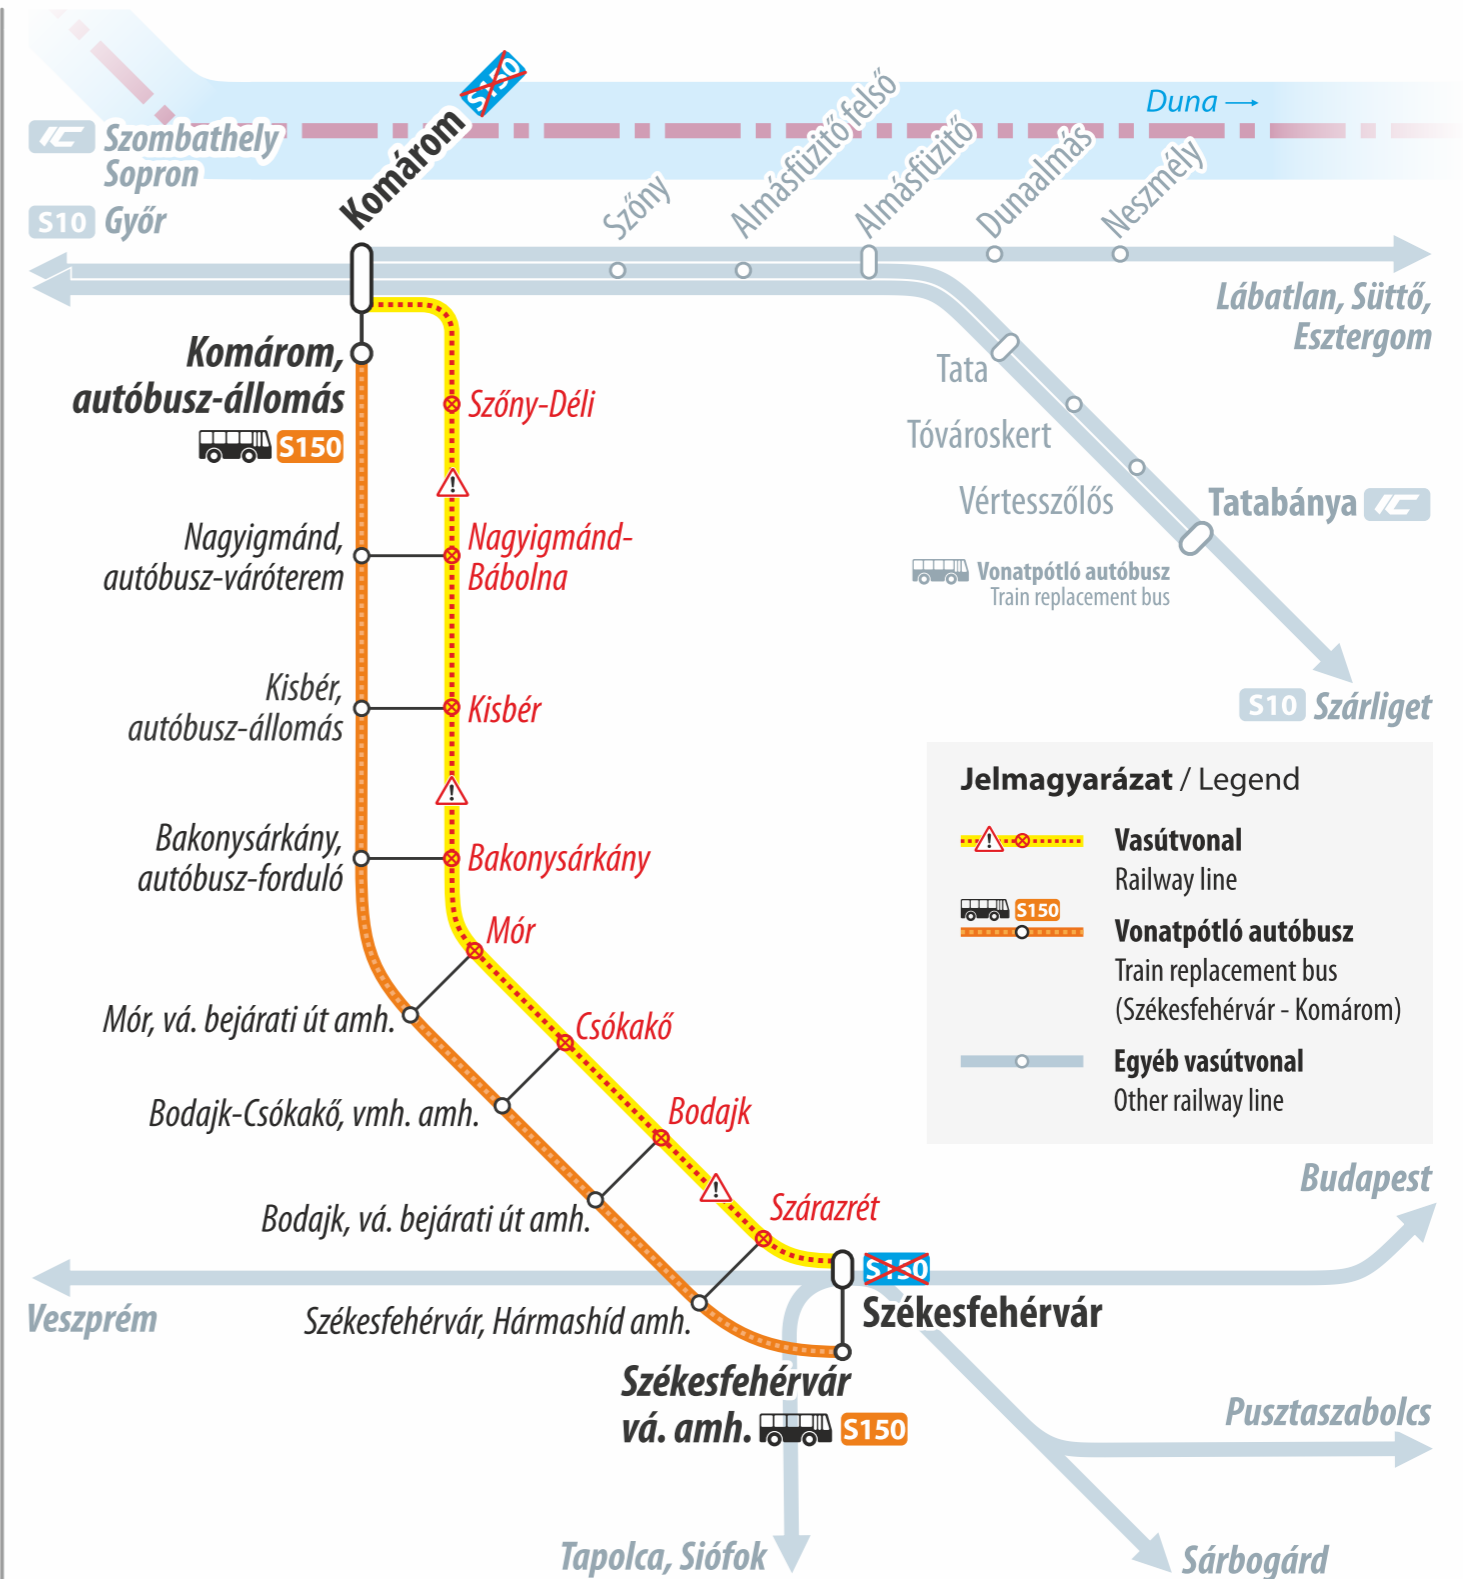 S150
Duna →
IC Szombathely
Sopron
Komárom
S10 Győr
Szőny
Almásfüzitő felső
Almásfüzitő
Dunaalmás
Neszmély
Lábatlan, Süttő,
Esztergom
Komárom,
autóbusz-állomás
S150
Szőny-Déli
Tata
Tóvároskert
Vértesszőlős
Tatabánya IC
Nagyigmánd,
autóbusz-váróterem
Nagyigmánd-
Bábolna
Vonatpótló autóbusz
Train replacement bus
Kisbér,
autóbusz-állomás
Kisbér
S10 Szárliget
Bakonysárkány,
autóbusz-forduló
Bakonysárkány
Jelmagyarázat / Legend
Vasútvonal
Railway line
S150
Vonatpótló autóbusz
Train replacement bus
(Székesfehérvár - Komárom)
Egyéb vasútvonal
Other railway line
Mór
Mór, vá. bejárati út amh.
Csókakő
Bodajk-Csókakő, vmh. amh.
Bodajk
Bodajk, vá. bejárati út amh.
Szárazrét
Budapest
S150
Székesfehérvár
Veszprém
Székesfehérvár, Hármashíd amh.
Székesfehérvár
vá. amh. S150
Pusztaszabolcs
Tapolca, Siófok
Sárbogárd